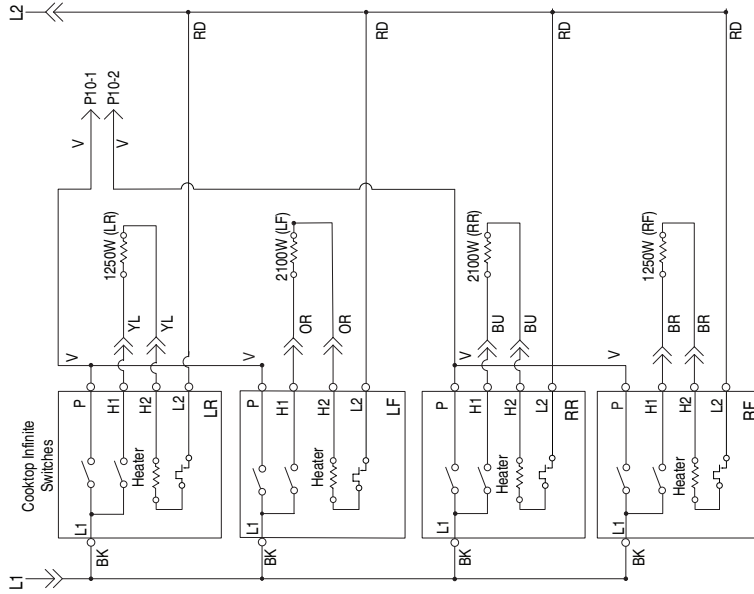 L2
RD
RD
RD
RD
P10-1
P10-2
V
V
1250W (LR)
2100W (LF)
2100W (RR)
1250W (RF)
YL
YL
OR
OR
BU
BU
BR
BR
V
V
V
V
Cooktop Infinite
Switches
P
H1
H2
L2
LR
Heater
L1
BK
P
H1
H2
L2
LF
Heater
L1
BK
P
H1
H2
L2
RR
Heater
L1
BK
P
H1
H2
L2
RF
Heater
L1
BK
L1